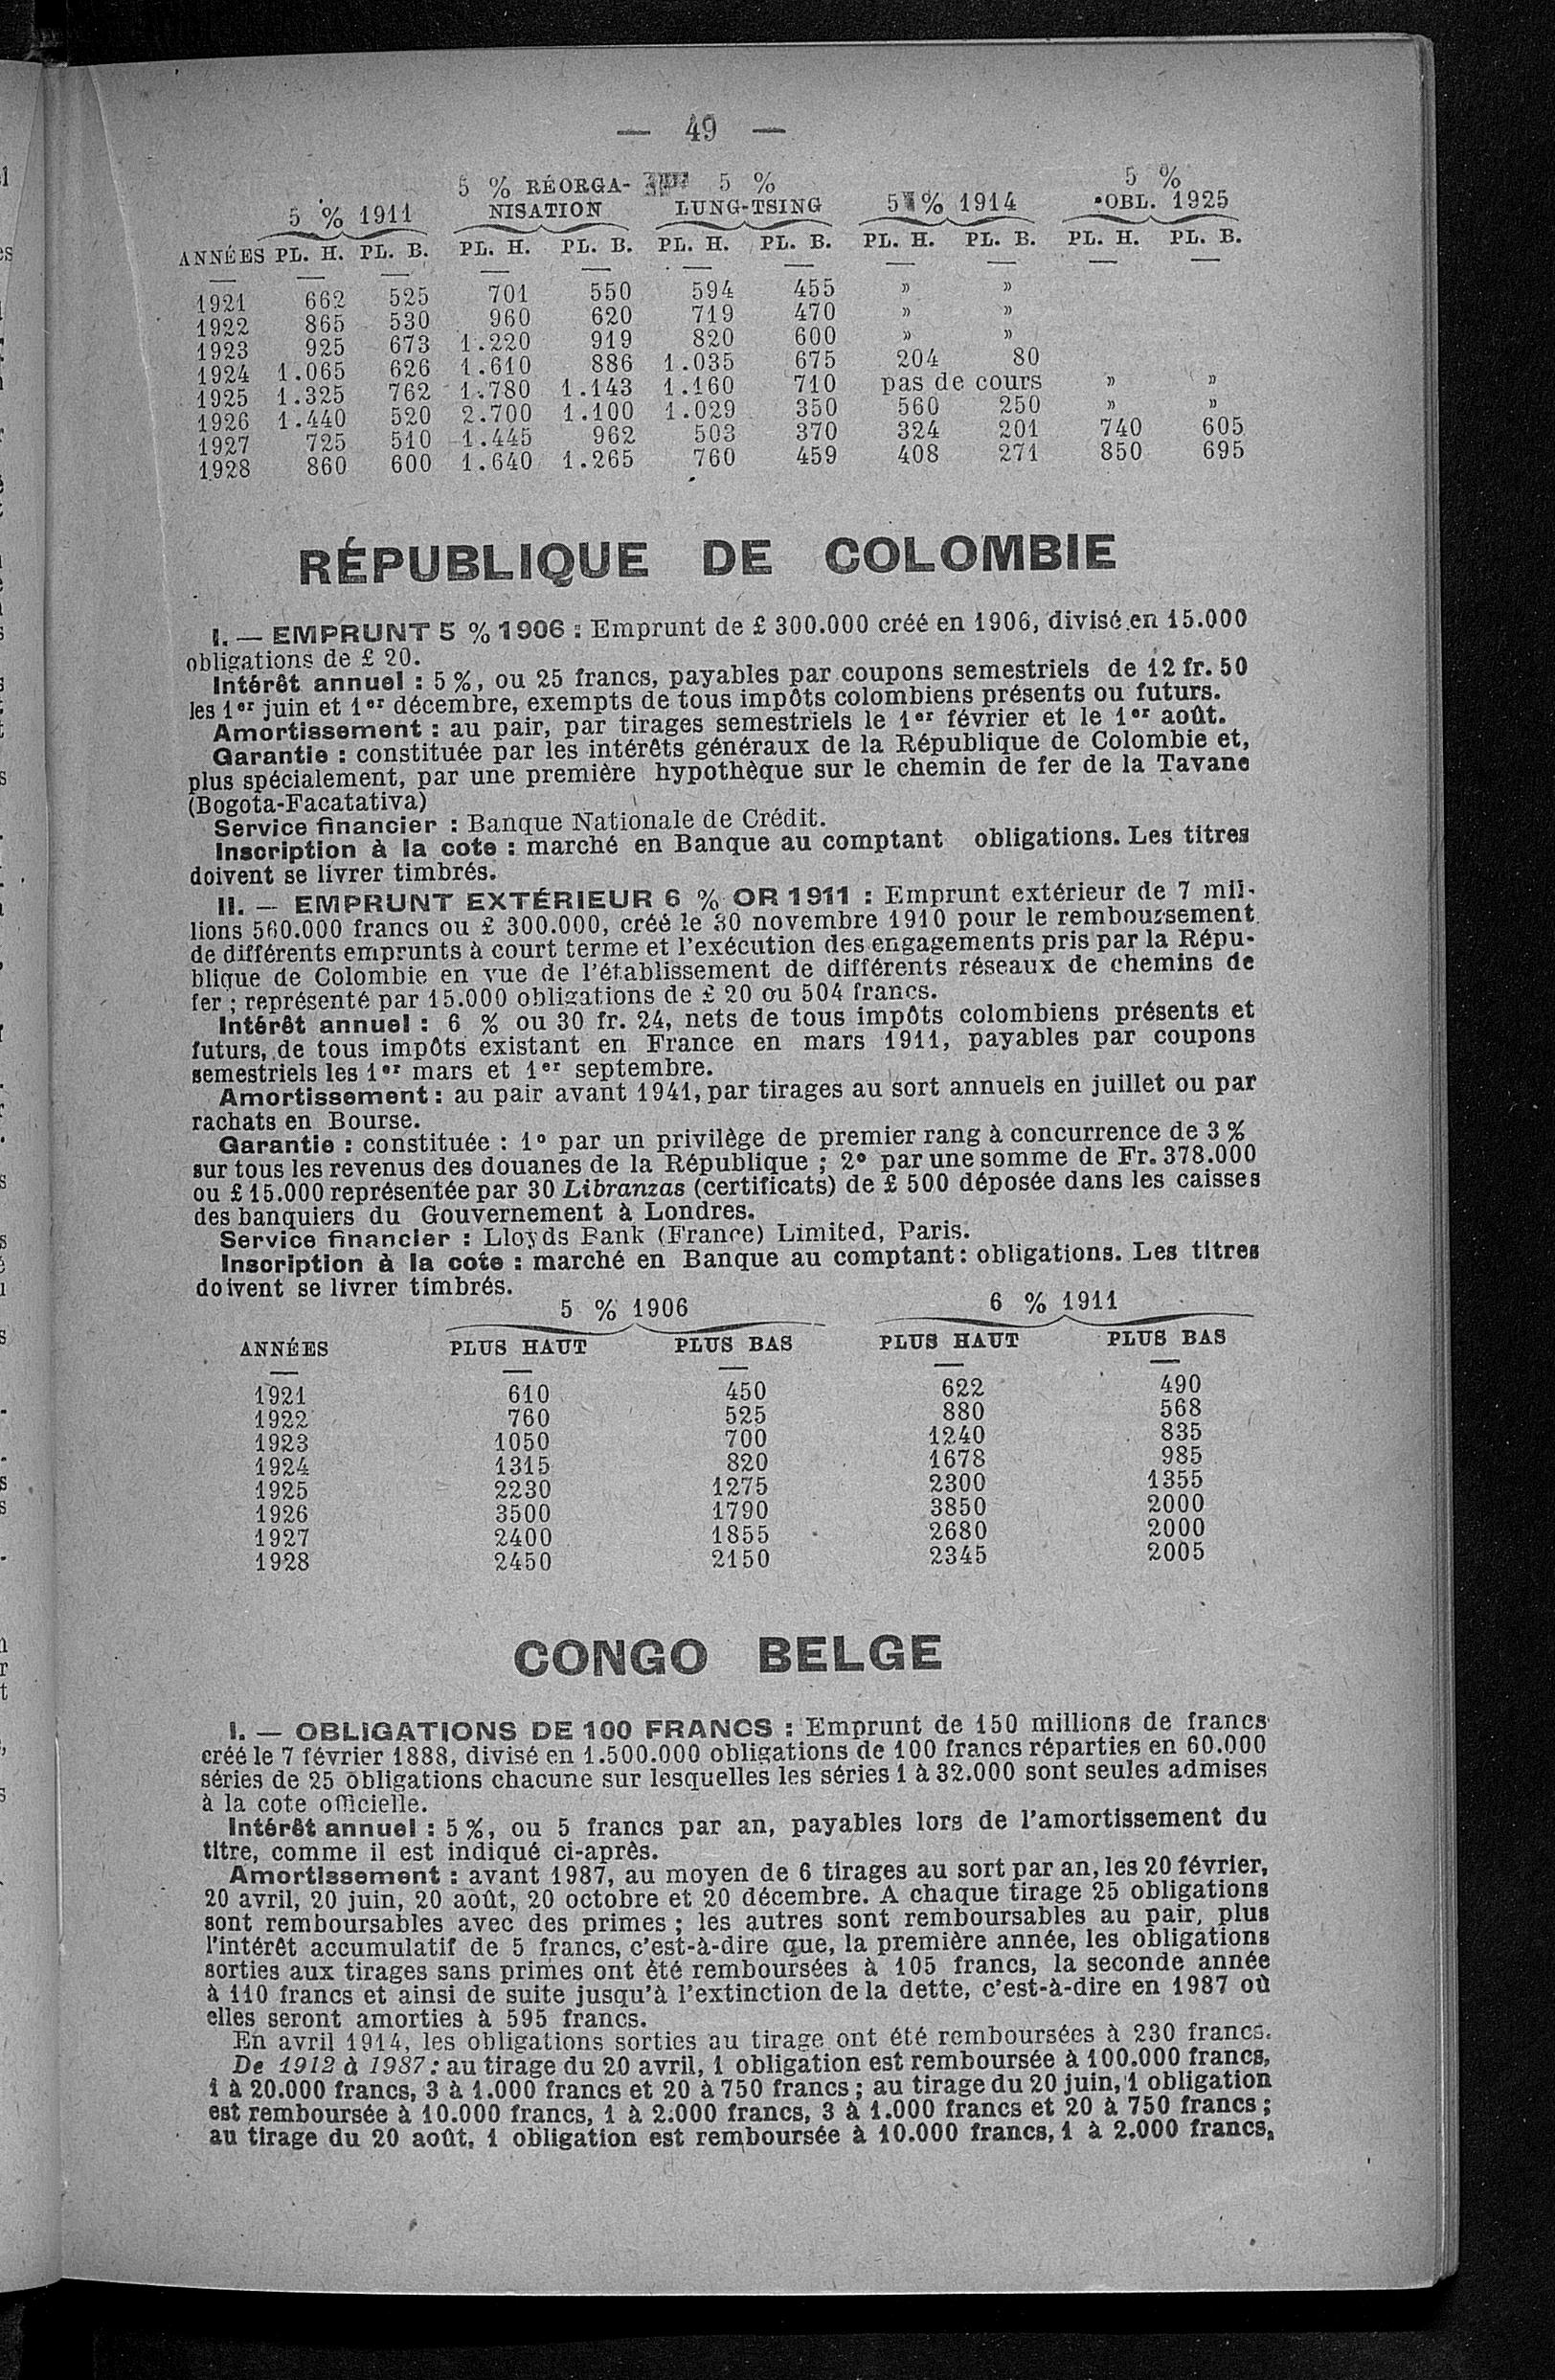 — 49 —
5 % 1911 5 % RÉORGA-NISATION 5 % LUNG-TSING 5 % 1914 5 % OBL. 1925
ANNÉES PL. H. PL. B. PL. H. PL. B. PL. H. PL. B. PL. H. PL. B. PL. H. PL. B.
1921 662 525 701 550 594 455 » »
1922 865 530 960 620 719 470 » »
1923 925 673 1.220 919 820 600 » »
1924 1.065 626 1.610 886 1.035 675 204 80
1925 1.325 762 1.780 1.143 1.160 710 pas de cours » »
1926 1.440 520 2.700 1.100 1.029 350 560 250 » »
1927 725 510 1.445 962 503 370 324 201 740 605
1928 860 600 1.640 1.265 760 459 408 271 850 695
RÉPUBLIQUE DE COLOMBIE
I. — EMPRUNT 5 % 1906 : Emprunt de £ 300.000 créé en 1906, divisé en 15.000
obligations de £ 20.
Intérêt annuel : 5 %, ou 25 francs, payables par coupons semestriels de 12 fr. 50
les 1er juin et 1er décembre, exempts de tous impôts colombiens présents ou futurs.
Amortissement : au pair, par tirages semestriels le 1er février et le 1er août.
Garantie : constituée par les intérêts généraux de la République de Colombie et,
plus spécialement, par une première hypothèque sur le chemin de fer de la Tavane
(Bogota-Facatativa)
Service financier : Banque Nationale de Crédit.
Inscription à la cote : marché en Banque au comptant obligations. Les titres
doivent se livrer timbrés.
II. — EMPRUNT EXTÉRIEUR 6 % OR 1911 : Emprunt extérieur de 7 mil-
lions 560.000 francs ou £ 300.000, créé le 30 novembre 1910 pour le remboursement
de différents emprunts à court terme et l'exécution des engagements pris par la Répu-
blique de Colombie en vue de l'établissement de différents réseaux de chemins de
fer ; représenté par 15.000 obligations de £ 20 ou 504 francs.
Intérêt annuel : 6 % ou 30 fr. 24, nets de tous impôts colombiens présents et
futurs, de tous impôts existant en France en mars 1911, payables par coupons
semestriels les 1er mars et 1er septembre.
Amortissement : au pair avant 1941, par tirages au sort annuels en juillet ou par
rachats en Bourse.
Garantie : constituée : 1° par un privilège de premier rang à concurrence de 3 %
sur tous les revenus des douanes de la République ; 2° par une somme de Fr. 378.000
ou £ 15.000 représentée par 30 Libranzas (certificats) de £ 500 déposée dans les caisses
des banquiers du Gouvernement à Londres.
Service financier : Lloyds Bank (France) Limited, Paris.
Inscription à la cote : marché en Banque au comptant : obligations. Les titres
doivent se livrer timbrés.
5 % 1906 6 % 1911
ANNÉES PLUS HAUT PLUS BAS PLUS HAUT PLUS BAS
1921 610 450 622 490
1922 760 525 880 568
1923 1050 700 1240 835
1924 1315 820 1678 985
1925 2230 1275 2300 1355
1926 3500 1790 3850 2000
1927 2400 1855 2680 2000
1928 2450 2150 2345 2005
CONGO BELGE
I. — OBLIGATIONS DE 100 FRANCS : Emprunt de 150 millions de francs
créé le 7 février 1888, divisé en 1.500.000 obligations de 100 francs réparties en 60.000
séries de 25 obligations chacune sur lesquelles les séries 1 à 32.000 sont seules admises
à la cote officielle.
Intérêt annuel : 5 %, ou 5 francs par an, payables lors de l'amortissement du
titre, comme il est indiqué ci-après.
Amortissement : avant 1987, au moyen de 6 tirages au sort par an, les 20 février,
20 avril, 20 juin, 20 août, 20 octobre et 20 décembre. A chaque tirage 25 obligations
sont remboursables avec des primes ; les autres sont remboursables au pair, plus
l'intérêt accumulatif de 5 francs, c'est-à-dire que, la première année, les obligations
sorties aux tirages sans primes ont été remboursées à 105 francs, la seconde année
à 110 francs et ainsi de suite jusqu'à l'extinction de la dette, c'est-à-dire en 1987 où
elles seront amorties à 595 francs.
En avril 1914, les obligations sorties au tirage ont été remboursées à 230 francs.
De 1912 à 1987 : au tirage du 20 avril, 1 obligation est remboursée à 100.000 francs,
1 à 20.000 francs, 3 à 1.000 francs et 20 à 750 francs ; au tirage du 20 juin, 1 obligation
est remboursée à 10.000 francs, 1 à 2.000 francs, 3 à 1.000 francs et 20 à 750 francs ;
au tirage du 20 août, 1 obligation est remboursée à 10.000 francs, 1 à 2.000 francs,